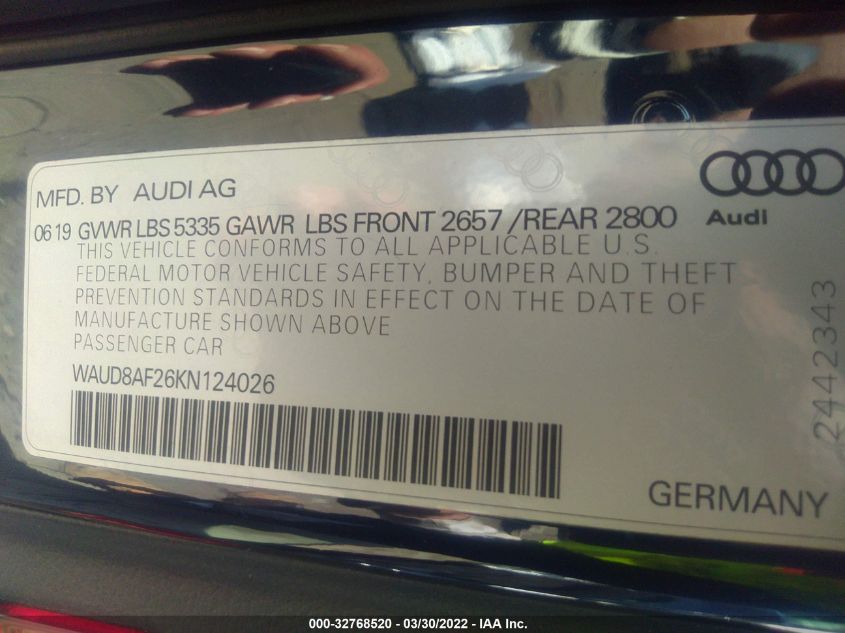 MFD. BY AUDI AG
06 19 GVWR LBS 5335 GAWR LBS FRONT 2657 /REAR 2800
Audi
THIS VEHICLE CONFORMS TO ALL APPLICABLE U.S.
FEDERAL MOTOR VEHICLE SAFETY, BUMPER AND THEFT
PREVENTION STANDARDS IN EFFECT ON THE DATE OF
MANUFACTURE SHOWN ABOVE
PASSENGER CAR
WAUD8AF26KN124026
2442343
GERMANY
000-32768520 - 03/30/2022 - IAA Inc.